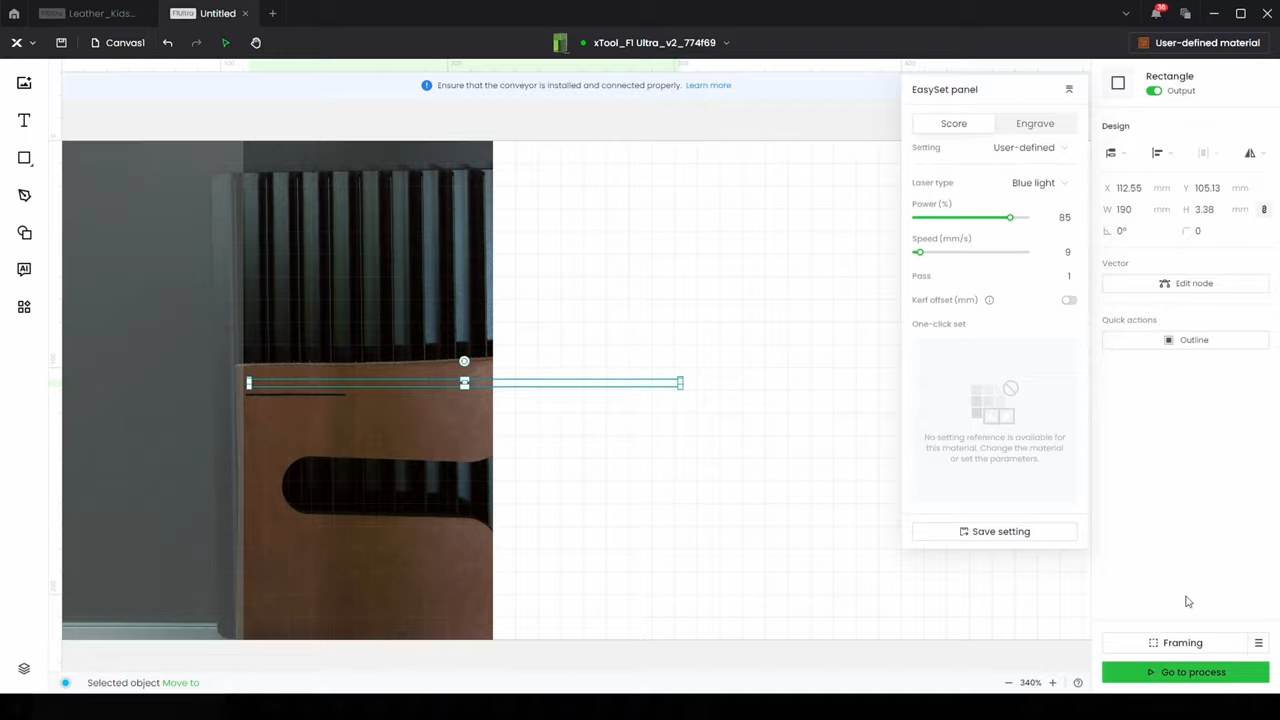 F1Ultra Leather_Kids...
F1Ultra Untitled
36
Canvas1
xTool_F1 Ultra_v2_774f69
User-defined material
Ensure that the conveyor is installed and connected properly. Learn more
EasySet panel
Score
Engrave
Setting
User-defined
Laser type
Blue light
Power (%)
85
Speed (mm/s)
9
Pass
1
Kerf offset (mm)
One-click set
No setting reference is available for
this material. Change the material
or set the parameters.
Save setting
Rectangle
Output
Design
X 112.55 mm Y 105.13 mm
W 190 mm H 3.38 mm
0° 0
Vector
Edit node
Quick actions
Outline
Framing
Go to process
Selected object Move to
340%